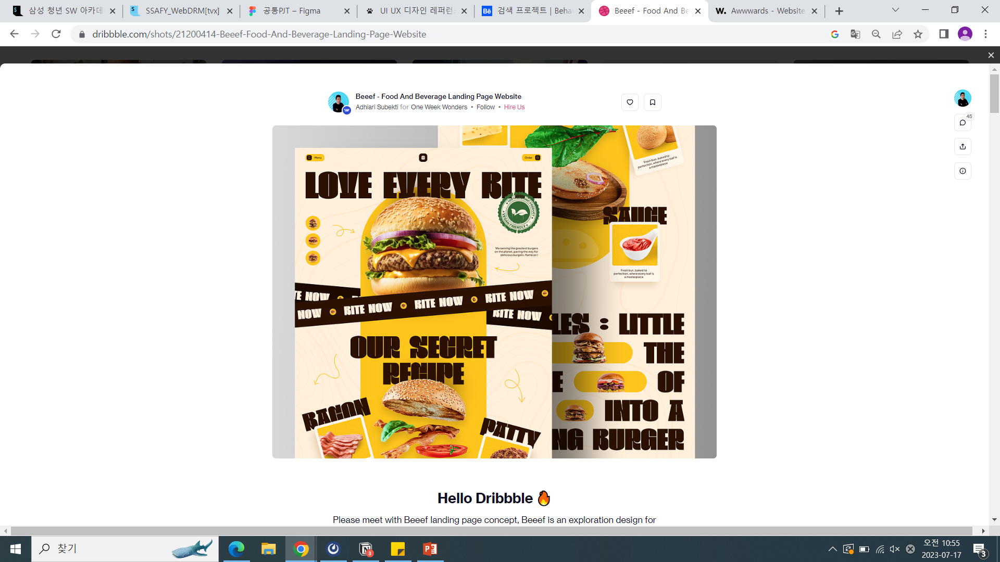 삼성 청년 SW 아카데
SSAFY_WebDRM[tvx]
공통PJT – Figma
UI UX 디자인 레퍼런스
Bē
검색 프로젝트 | Beha
Beeef - Food And Be
W. Awwwards - Website
dribbble.com/shots/21200414-Beeef-Food-And-Beverage-Landing-Page-Website
Beeef - Food And Beverage Landing Page Website
Adhiari Subekti for One Week Wonders • Follow • Hire Us
45
Menu
Order
LOVE EVERY BITE
100% ORGANIC PRODUCT
VEGAN FRIENDLY
We serving the greatest burgers
on the planet, paving the way for
delicious burgers, flame on !
TE NOW
NOW BITE NOW BITE NOW BITE NOW
BITE NOW
OUR SECRET
RECIPE
BACON
PATTY
Fresh bun, baked to
perfection, where every loaf is
a masterpiece
SAUCE
Fresh bun, baked to
perfection, where every loaf is
a masterpiece
LES : LITTLE
THE
E OF
INTO A
NG BURGER
Hello Dribbble
Please meet with Beeef landing page concept, Beeef is an exploration design for
찾기
3
오전 10:55
2023-07-17
3